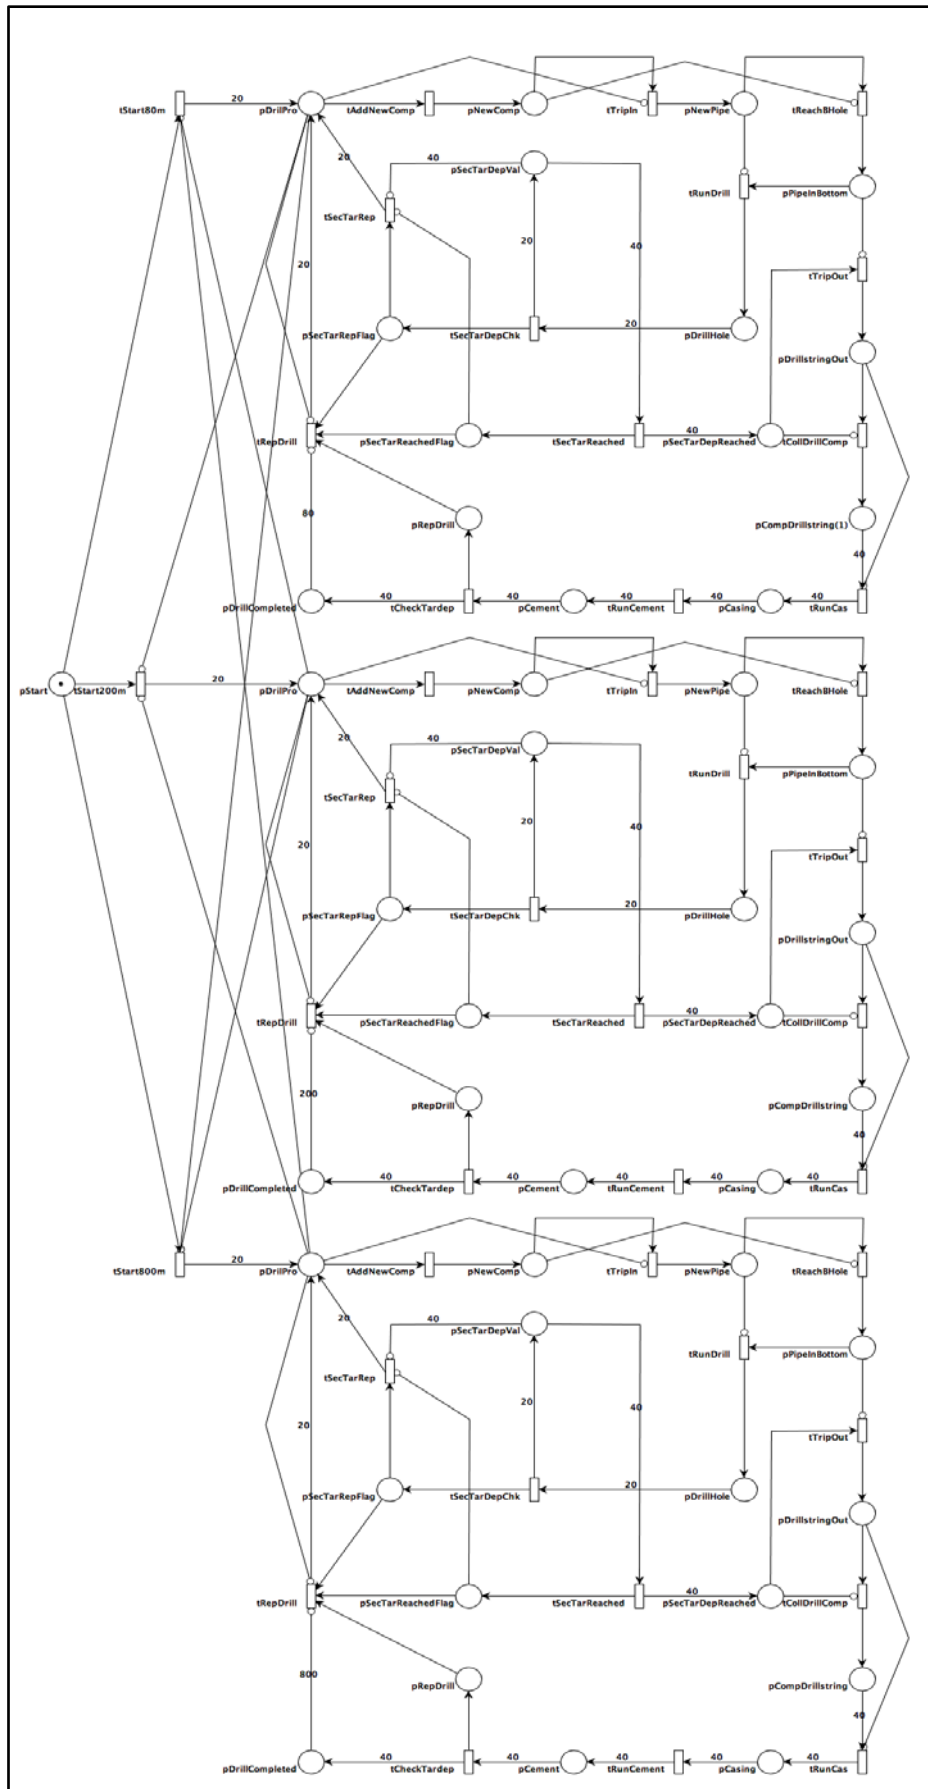 20
tStart80m
pDrilPro
tAddNewComp
pNewComp
tTripIn
pNewPipe
tReachBHole
20
40
pSecTarDepVal
tSecTarRep
tRunDrill
pPipeInBottom
20
40
20
tTripOut
20
pSecTarRepFlag
tSecTarDepChk
pDrillHole
pDrillstringOut
tRepDrill
pSecTarReachedFlag
tSecTarReached
40
pSecTarDepReached
tCollDrillComp
80
pRepDrill
pCompDrillstring(1)
40
40
40
40
40
40
pDrillCompleted
tCheckTardep
pCement
tRunCement
pCasing
tRunCas
pStart
tStart200m
20
pDrilPro
tAddNewComp
pNewComp
tTripIn
pNewPipe
tReachBHole
20
40
pSecTarDepVal
tSecTarRep
tRunDrill
pPipeInBottom
20
40
20
tTripOut
20
pSecTarRepFlag
tSecTarDepChk
pDrillHole
pDrillstringOut
tRepDrill
pSecTarReachedFlag
tSecTarReached
40
pSecTarDepReached
tCollDrillComp
200
pRepDrill
pCompDrillstring
40
40
40
40
40
40
pDrillCompleted
tCheckTardep
pCement
tRunCement
pCasing
tRunCas
20
tStart800m
pDrilPro
tAddNewComp
pNewComp
tTripIn
pNewPipe
tReachBHole
20
40
pSecTarDepVal
tSecTarRep
tRunDrill
pPipeInBottom
20
40
20
tTripOut
20
pSecTarRepFlag
tSecTarDepChk
pDrillHole
pDrillstringOut
tRepDrill
pSecTarReachedFlag
tSecTarReached
40
pSecTarDepReached
tCollDrillComp
800
pRepDrill
pCompDrillstring
40
40
40
40
40
40
pDrillCompleted
tCheckTardep
pCement
tRunCement
pCasing
tRunCas